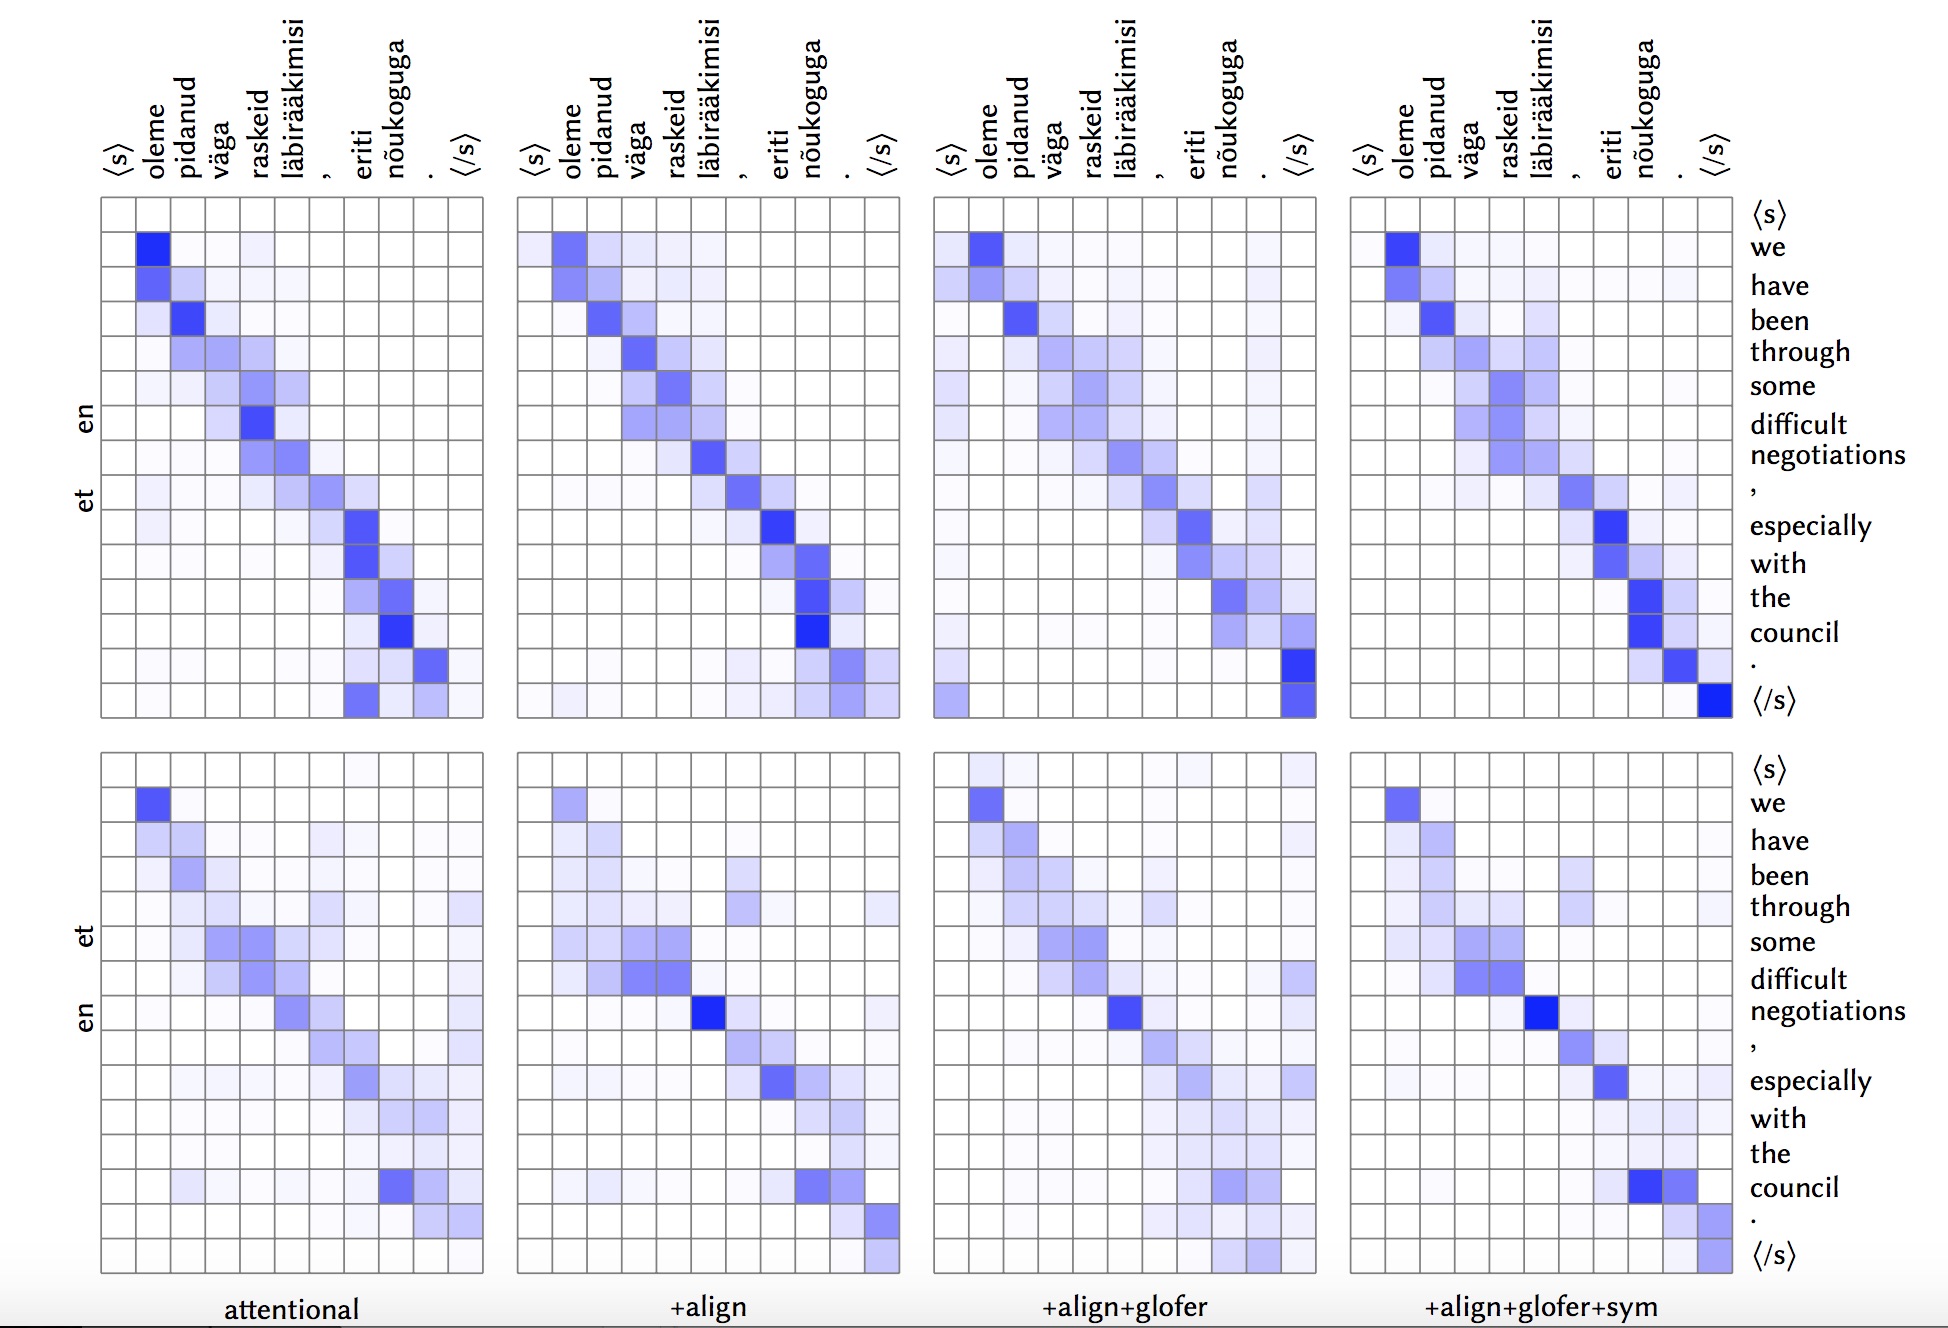 ⟨s⟩ oleme pidanud väga raskeid läbirääkimisi , eriti nõukoguga . ⟨/s⟩
⟨s⟩ oleme pidanud väga raskeid läbirääkimisi , eriti nõukoguga . ⟨/s⟩
⟨s⟩ oleme pidanud väga raskeid läbirääkimisi , eriti nõukoguga . ⟨/s⟩
⟨s⟩ oleme pidanud väga raskeid läbirääkimisi , eriti nõukoguga . ⟨/s⟩
et en
⟨s⟩
we
have
been
through
some
difficult
negotiations
,
especially
with
the
council
.
⟨/s⟩
en et
⟨s⟩
we
have
been
through
some
difficult
negotiations
,
especially
with
the
council
.
⟨/s⟩
attentional
+align
+align+glofer
+align+glofer+sym